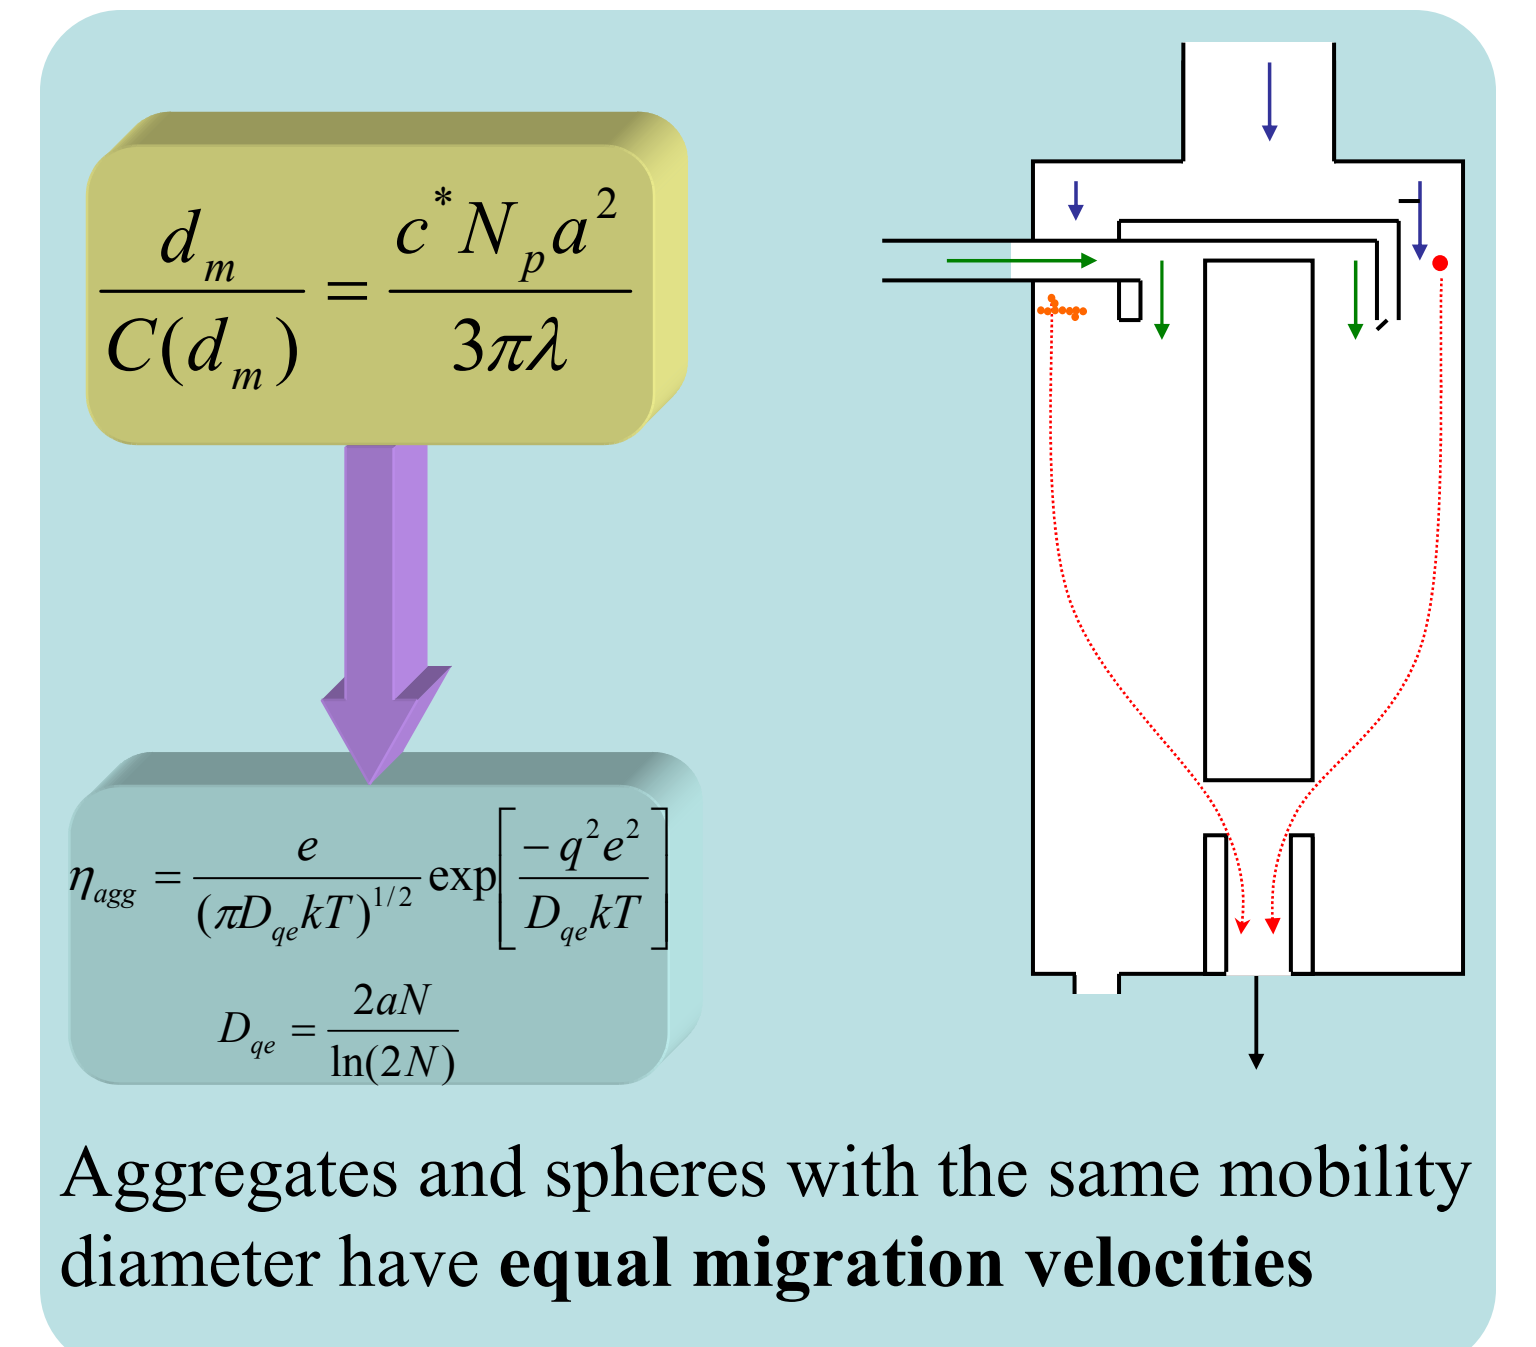 d_m / C(d_m) = c^* N_p a^2 / 3πλ
η_agg = e / (πD_qe kT)^1/2 exp[ −q^2 e^2 / D_qe kT ]
D_qe = 2aN / ln(2N)
Aggregates and spheres with the same mobility
diameter have equal migration velocities